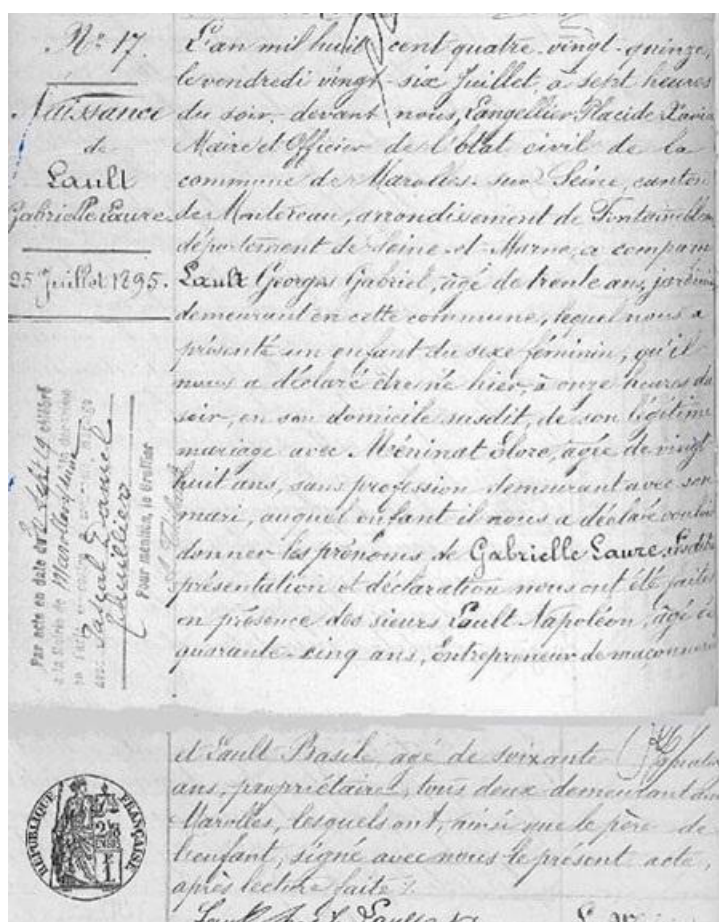 Nº 17.
Naissance
de
Lault
Gabrielle Laure
25 Juillet 1895.
L'an mil huit cent quatre-vingt-quinze,
le vendredi vingt-six Juillet, à sept heures
du soir, devant nous, Langellier Placide Xavier
Maire et Officier de l'État civil de la
commune de Marolles-sur-Seine, canton
de Montereau, arrondissement de Fontainebleau
département de Seine-et-Marne, a comparu
Lault Georges Gabriel, âgé de trente ans, jardinier
demeurant en cette commune, lequel nous a
présenté un enfant du sexe féminin, qu'il
nous a déclaré être né hier, à onze heures du
soir, en son domicile susdit, de son légitime
mariage avec Méninat Flore, âgée de vingt
huit ans, sans profession demeurant avec son
mari, auquel enfant il nous a déclaré vouloir
donner les prénoms de Gabrielle Laure. Lesdites
présentation et déclaration nous ont été faites
en présence des sieurs Lault Napoléon, âgé de
quarante-cinq ans, Entrepreneur de maçonnerie
Par acte en date du
à la Mairie de Marolles
avec Pascal Daniel
Pour mention, le Greffier
et Lault Basile, âgé de soixante
ans, propriétaire, tous deux demeurant à
Marolles, lesquels ont, ainsi que le père de
l'enfant, signé avec nous le présent acte,
après lecture faite.
RÉPUBLIQUE FRANÇAISE